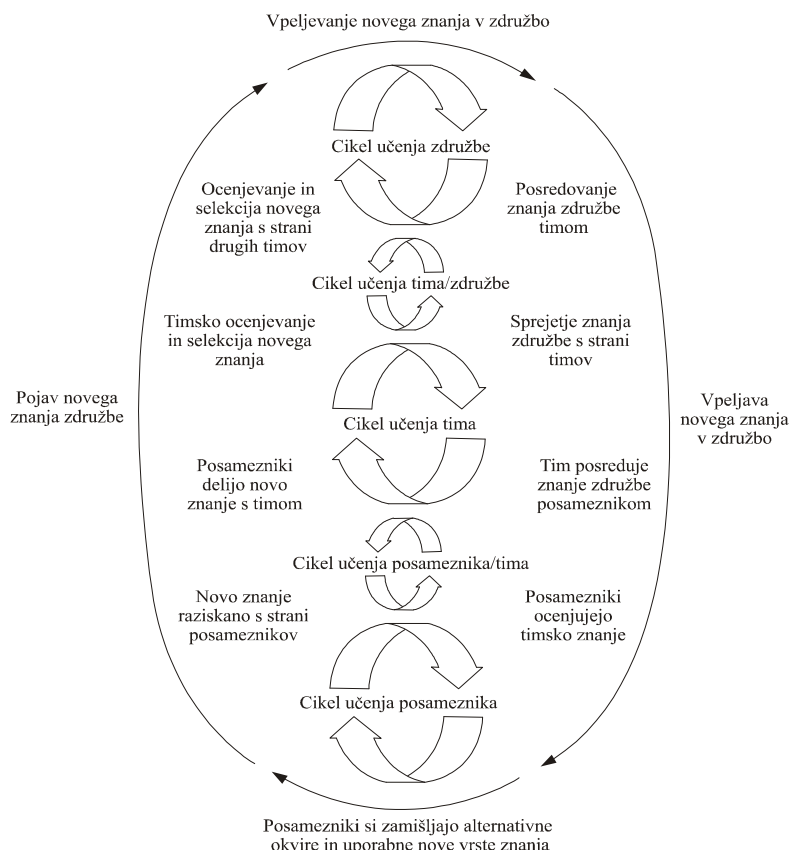 Vpeljevanje novega znanja v združbo
Cikel učenja združbe
Ocenjevanje in
selekcija novega
znanja s strani
drugih timov
Posredovanje
znanja združbe
timom
Cikel učenja tima/združbe
Timsko ocenjevanje
in selekcija novega
znanja
Sprejetje znanja
združbe s strani
timov
Pojav novega
znanja združbe
Cikel učenja tima
Vpeljava
novega znanja
v združbo
Posamezniki
delijo novo
znanje s timom
Tim posreduje
znanje združbe
posameznikom
Cikel učenja posameznika/tima
Novo znanje
raziskano s strani
posameznikov
Posamezniki
ocenjujejo
timsko znanje
Cikel učenja posameznika
Posamezniki si zamišljajo alternativne
okvire in uporabne nove vrste znanja